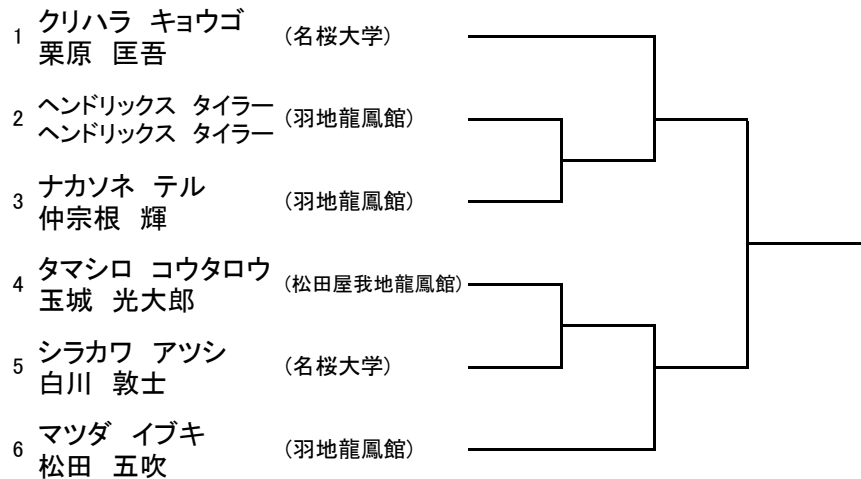 1 クリハラ キョウゴ
栗原 匡吾 (名桜大学)
2 ヘンドリックス タイラー
ヘンドリックス タイラー (羽地龍鳳館)
3 ナカソネ テル
仲宗根 輝 (羽地龍鳳館)
4 タマシロ コウタロウ
玉城 光大郎 (松田屋我地龍鳳館)
5 シラカワ アツシ
白川 敦士 (名桜大学)
6 マツダ イブキ
松田 五吹 (羽地龍鳳館)